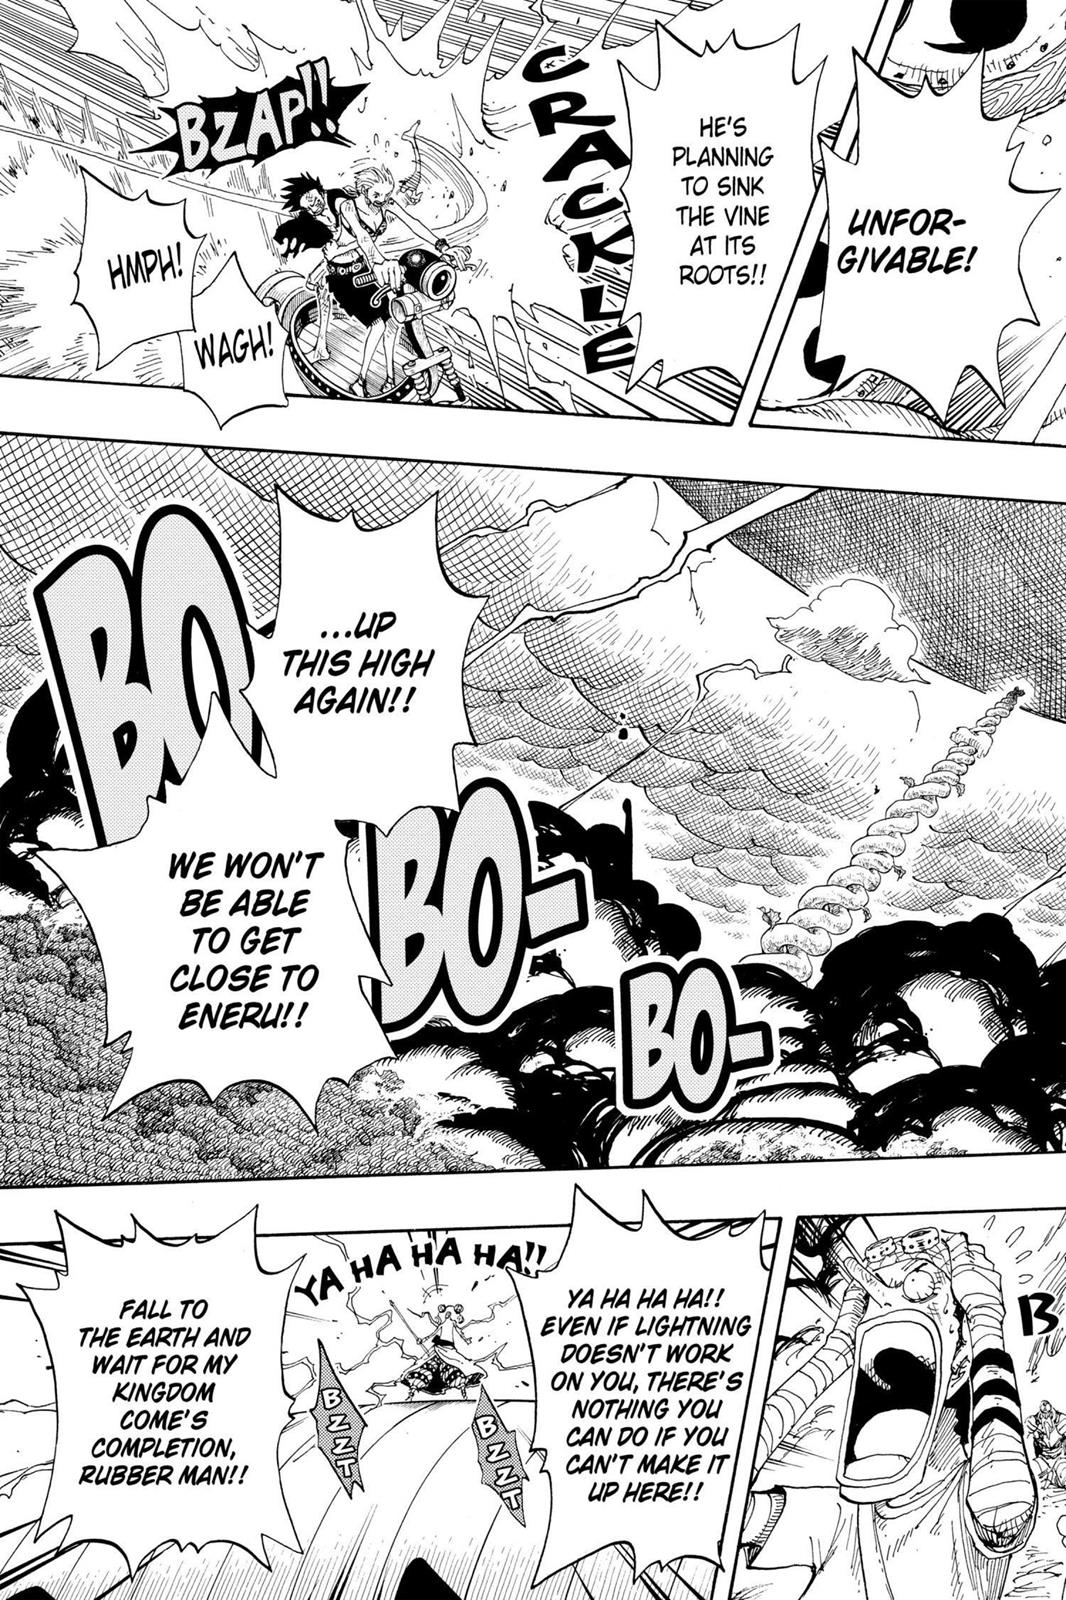 UNFOR-
GIVABLE!
HE'S
PLANNING
TO SINK
THE VINE
AT ITS
ROOTS!!
CRACKLE
BZAP!!
WAGH!
HMPH!
...UP
THIS HIGH
AGAIN!!
WE WON'T
BE ABLE
TO GET
CLOSE TO
ENERU!!
BO-
BO-
BO-
YA HA HA HA!!
EVEN IF LIGHTNING
DOESN'T WORK
ON YOU, THERE'S
NOTHING YOU
CAN DO IF YOU
CAN'T MAKE IT
UP HERE!!
YA HA HA HA!!
BZZT
BZZT
FALL TO
THE EARTH AND
WAIT FOR MY
KINGDOM
COME'S
COMPLETION,
RUBBER MAN!!